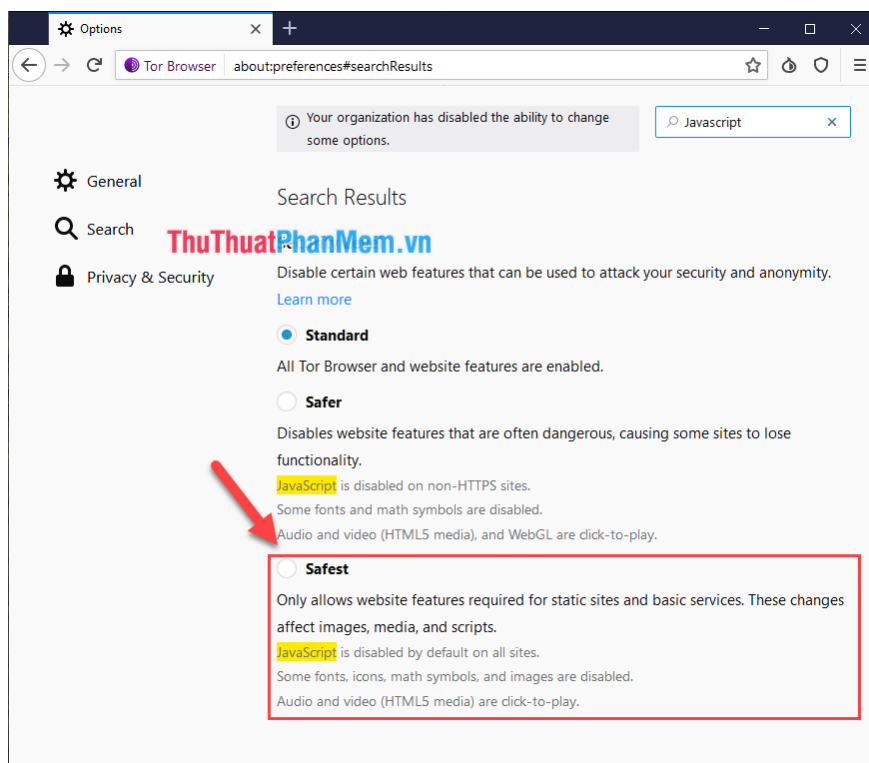 Options
Tor Browser about:preferences#searchResults
Your organization has disabled the ability to change
some options.
Javascript
General
Search
Privacy & Security
Search Results
ThuThuatPhanMem.vn
Disable certain web features that can be used to attack your security and anonymity.
Learn more
Standard
All Tor Browser and website features are enabled.
Safer
Disables website features that are often dangerous, causing some sites to lose
functionality.
JavaScript is disabled on non-HTTPS sites.
Some fonts and math symbols are disabled.
Audio and video (HTML5 media), and WebGL are click-to-play.
Safest
Only allows website features required for static sites and basic services. These changes
affect images, media, and scripts.
JavaScript is disabled by default on all sites.
Some fonts, icons, math symbols, and images are disabled.
Audio and video (HTML5 media) are click-to-play.